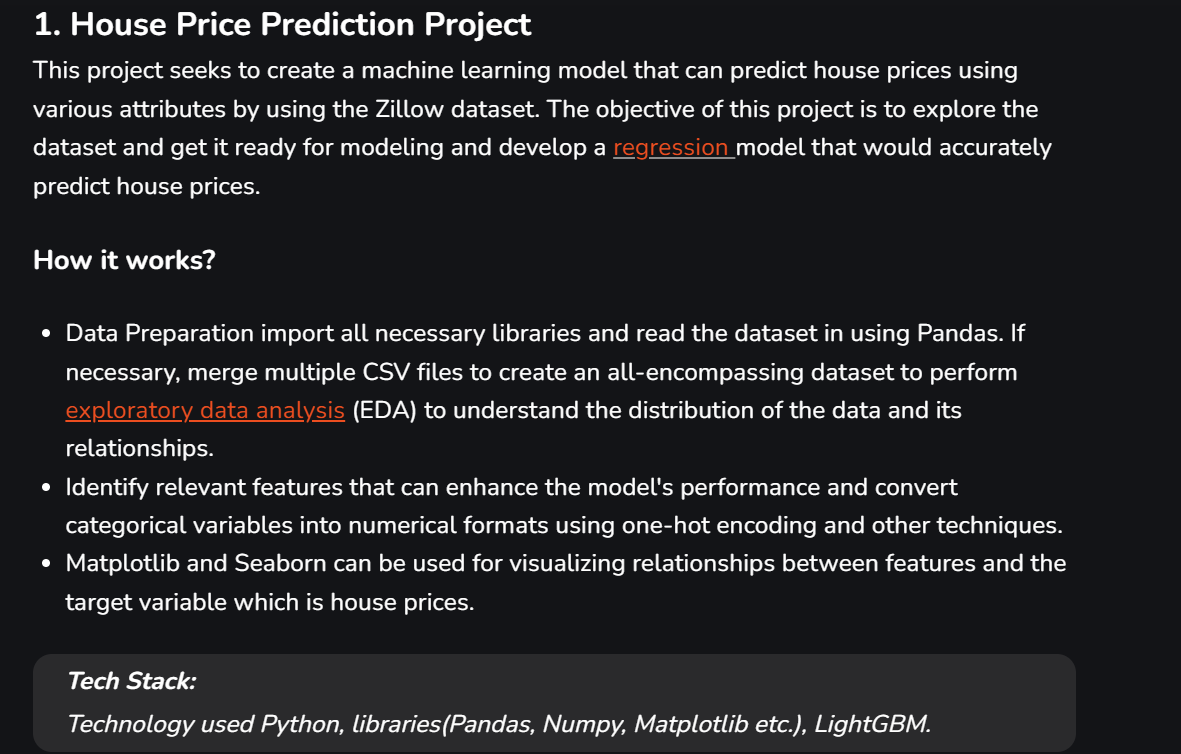 1. House Price Prediction Project
This project seeks to create a machine learning model that can predict house prices using
various attributes by using the Zillow dataset. The objective of this project is to explore the
dataset and get it ready for modeling and develop a regression model that would accurately
predict house prices.
How it works?
• Data Preparation import all necessary libraries and read the dataset in using Pandas. If
necessary, merge multiple CSV files to create an all-encompassing dataset to perform
exploratory data analysis (EDA) to understand the distribution of the data and its
relationships.
• Identify relevant features that can enhance the model's performance and convert
categorical variables into numerical formats using one-hot encoding and other techniques.
• Matplotlib and Seaborn can be used for visualizing relationships between features and the
target variable which is house prices.
Tech Stack:
Technology used Python, libraries(Pandas, Numpy, Matplotlib etc.), LightGBM.